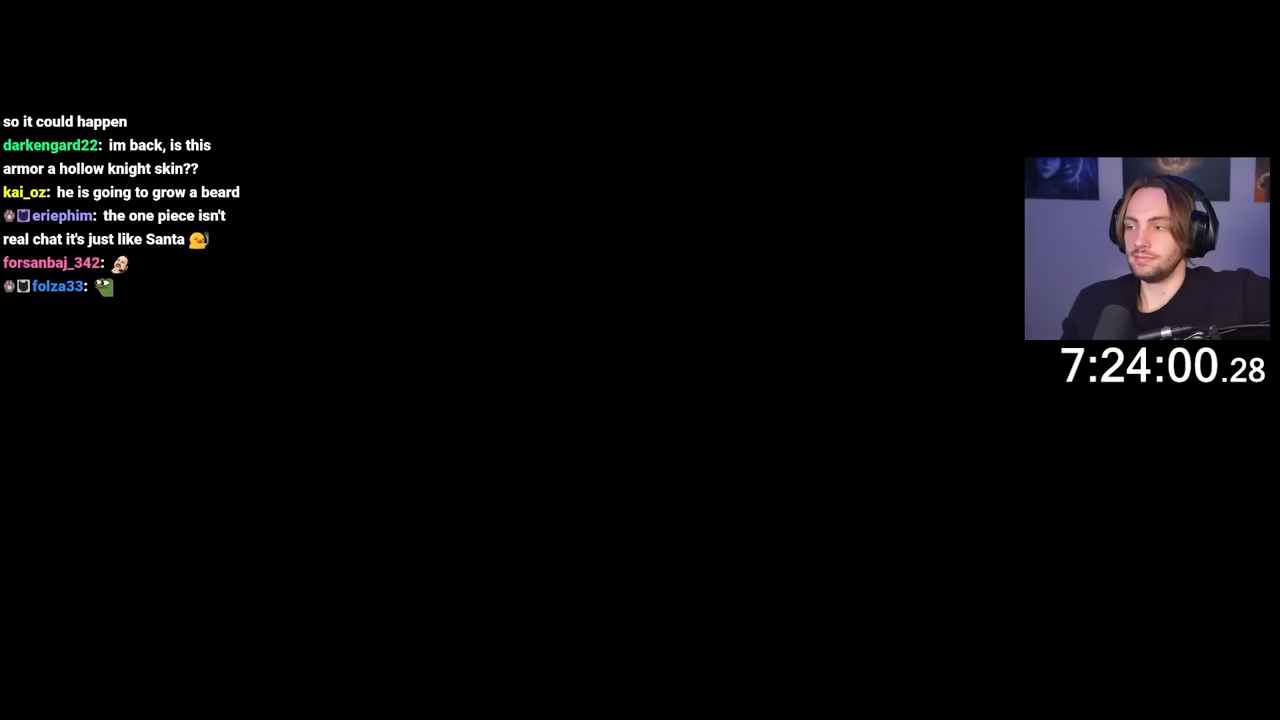 so it could happen
darkengard22: im back, is this
armor a hollow knight skin??
kai_oz: he is going to grow a beard
eriephim: the one piece isn't
real chat it's just like Santa
forsanbaj_342:
folza33:
7:24:00.28